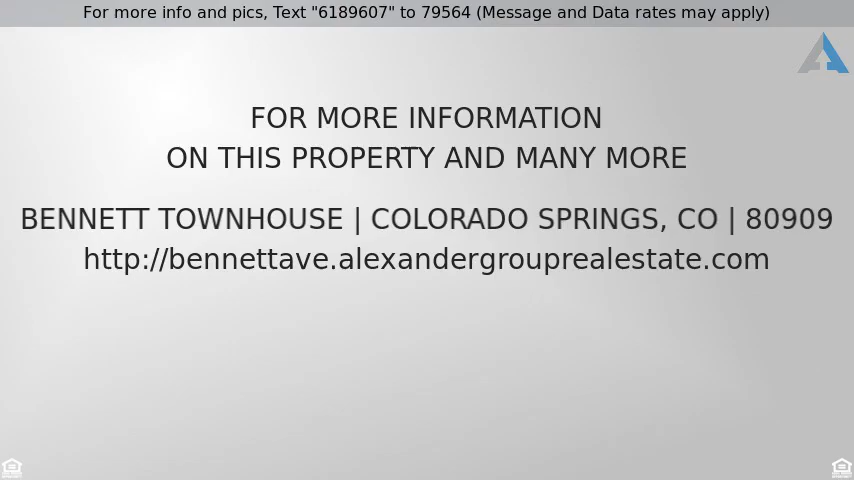 For more info and pics, Text "6189607" to 79564 (Message and Data rates may apply)
FOR MORE INFORMATION
ON THIS PROPERTY AND MANY MORE
BENNETT TOWNHOUSE | COLORADO SPRINGS, CO | 80909
http://bennettave.alexandergrouprealestate.com